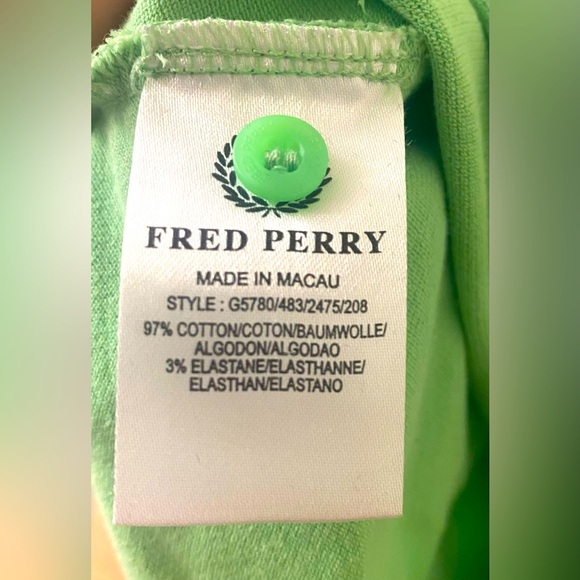 FRED PERRY
MADE IN MACAU
STYLE : G5780/483/2475/208
97% COTTON/COTON/BAUMWOLLE/
ALGODON/ALGODAO
3% ELASTANE/ELASTHANNE/
ELASTHAN/ELASTANO